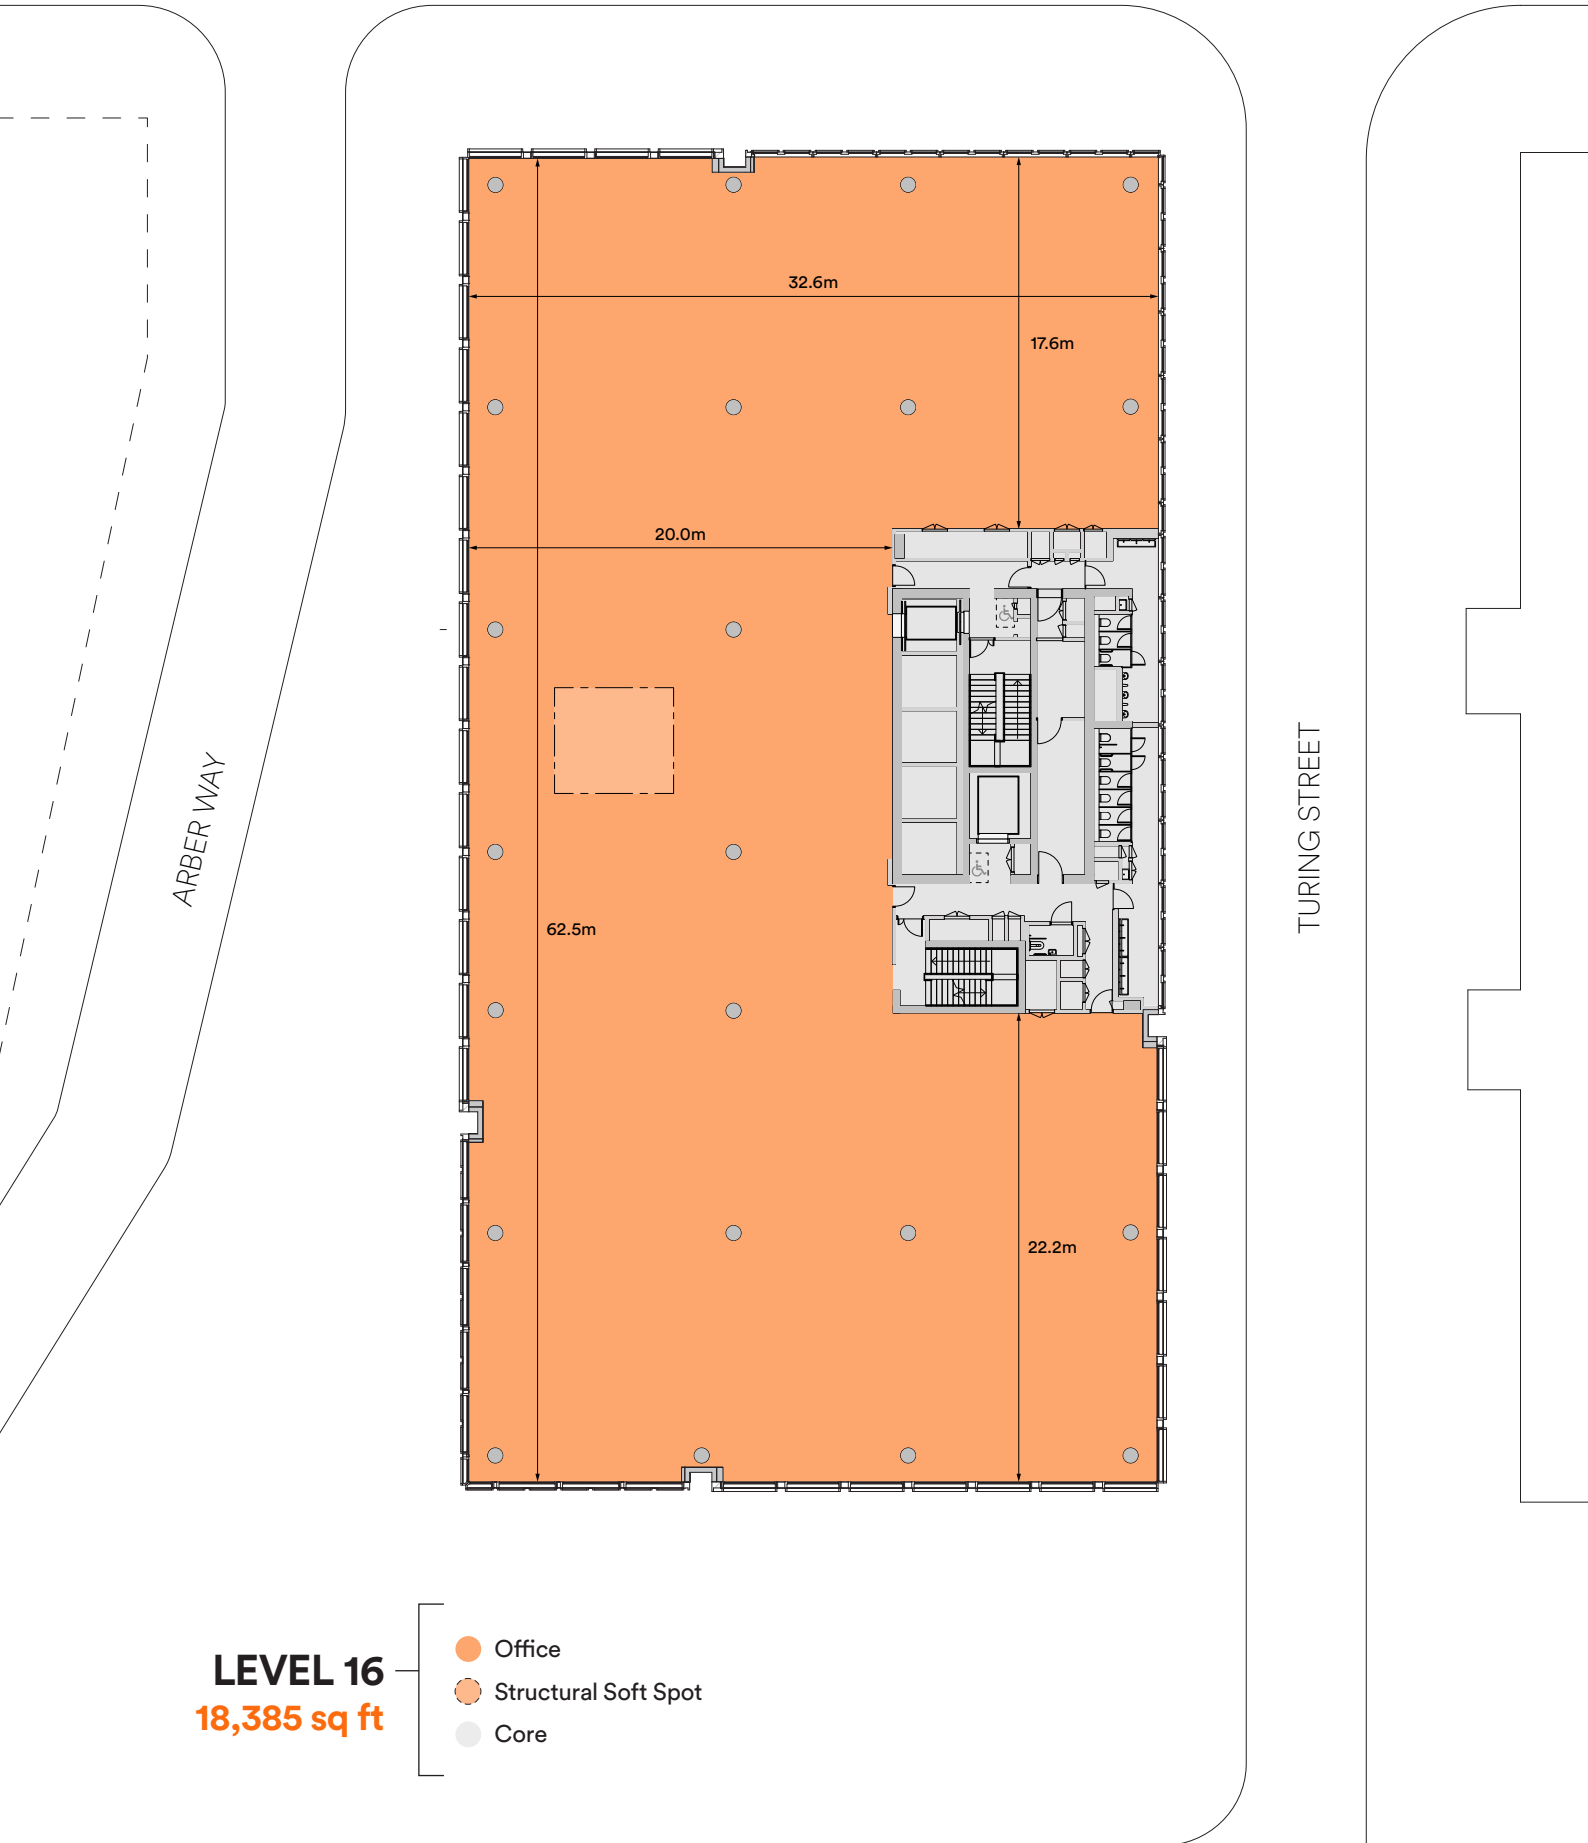 32.6m
17.6m
20.0m
ARBER WAY
TURING STREET
62.5m
22.2m
LEVEL 16
18,385 sq ft
Office
Structural Soft Spot
Core